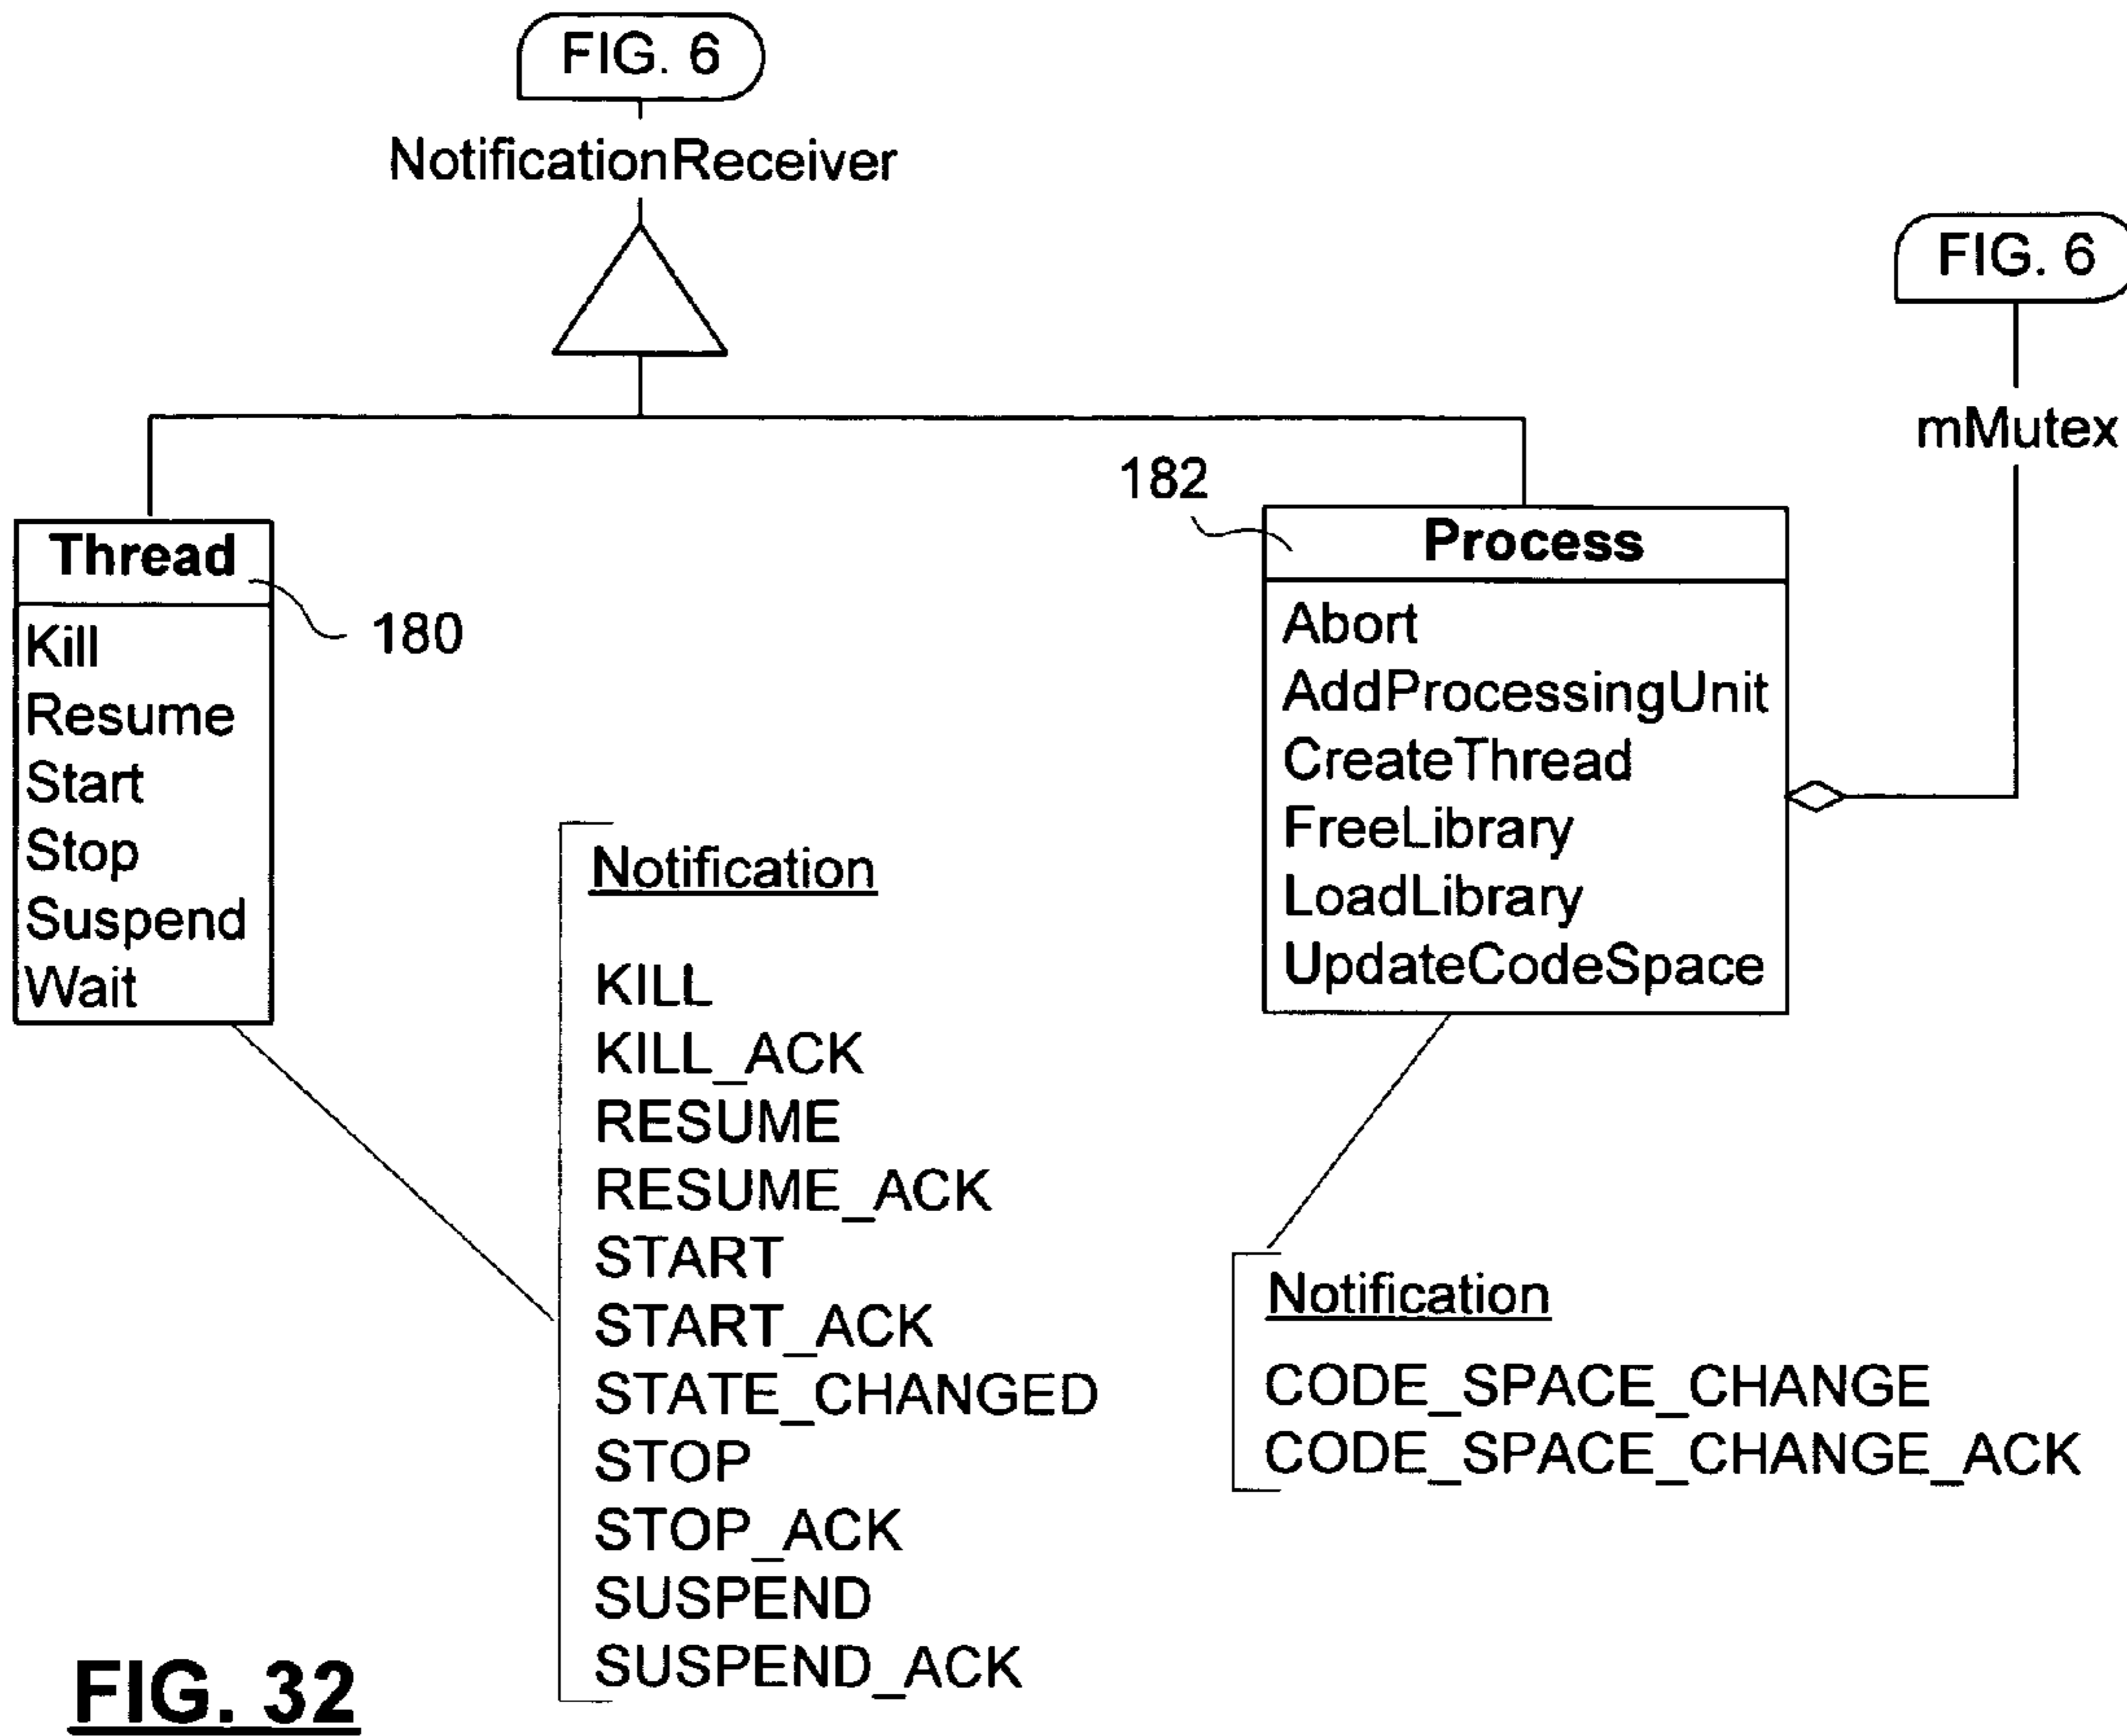 FIG. 6
NotificationReceiver
FIG. 6
mMutex
Thread
180
Kill
Resume
Start
Stop
Suspend
Wait
182
Process
Abort
AddProcessingUnit
CreateThread
FreeLibrary
LoadLibrary
UpdateCodeSpace
Notification
KILL
KILL_ACK
RESUME
RESUME_ACK
START
START_ACK
STATE_CHANGED
STOP
STOP_ACK
SUSPEND
SUSPEND_ACK
Notification
CODE_SPACE_CHANGE
CODE_SPACE_CHANGE_ACK
FIG. 32